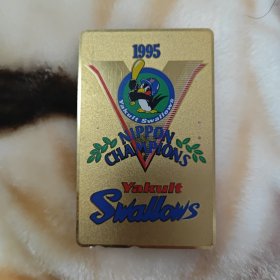 1995
Yakult Swallows
NIPPON
CHAMPIONS
Yakult
Swallows